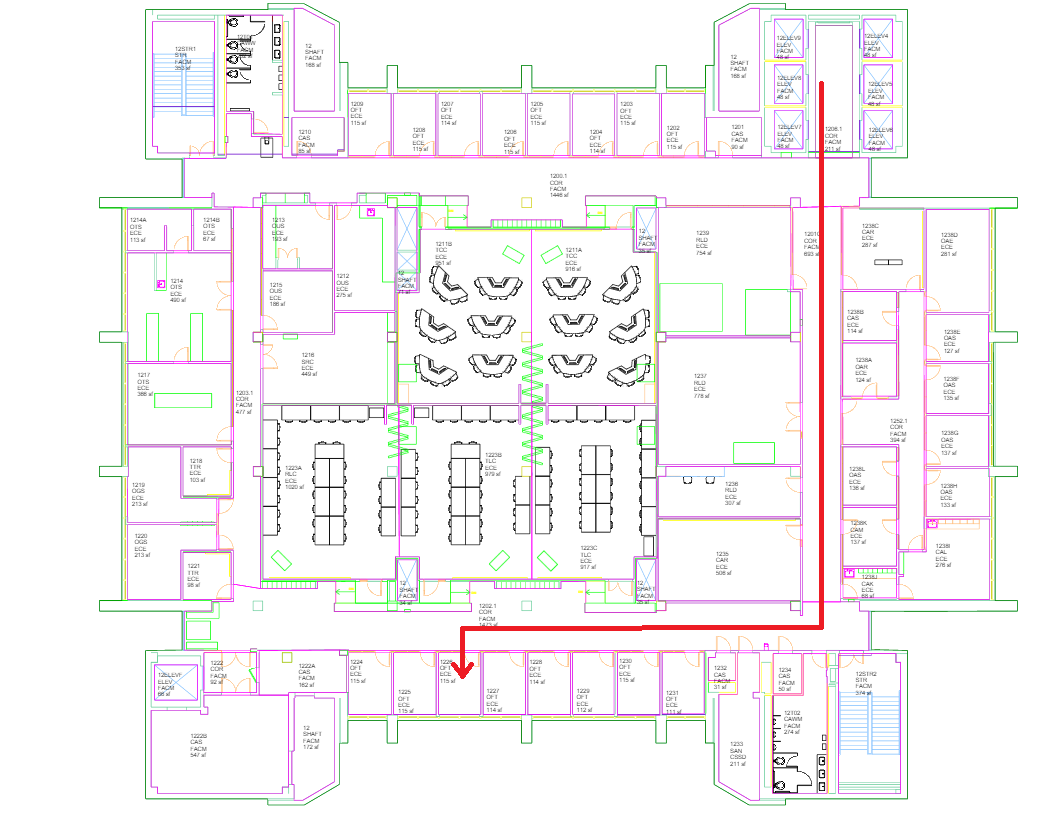 12STR1
STR
FACM
353 sf
FACM
12
SHAFT
FACM
168 sf
12
SHAFT
FACM
168 sf
12ELEV9
ELEV
FACM
48 sf
12ELEV4
ELEV
FACM
48 sf
12ELEV8
ELEV
FACM
48 sf
12ELEV5
ELEV
FACM
48 sf
12ELEV7
ELEV
FACM
48 sf
12ELEV6
ELEV
FACM
48 sf
1206.1
COR
FACM
211 sf
1210
CAS
FACM
85 sf
1209
OFT
ECE
115 sf
1208
OFT
ECE
115 sf
1207
OFT
ECE
114 sf
OFT
ECE
115 sf
1205
OFT
ECE
115 sf
1204
OFT
ECE
114 sf
1203
OFT
ECE
115 sf
1202
OFT
ECE
115 sf
1201
CAS
FACM
90 sf
1200.1
COR
FACM
1446 sf
1214A
OTS
ECE
113 sf
1214B
OTS
ECE
67 sf
1213
OUS
ECE
193 sf
1214
OTS
ECE
490 sf
1215
OUS
ECE
186 sf
1212
OUS
ECE
275 sf
12
SHAFT
FACM
1211B
TCC
ECE
951 sf
1211A
TCC
ECE
916 sf
12
SHAFT
FACM
1239
RLD
ECE
754 sf
COR
FACM
693 sf
1238C
CAR
ECE
287 sf
1238D
OAE
ECE
281 sf
1216
SRC
ECE
449 sf
1217
OTS
ECE
366 sf
1203.1
COR
FACM
477 sf
1237
RLD
ECE
778 sf
1238B
CAS
ECE
114 sf
1238A
OAR
ECE
124 sf
1238E
OAS
ECE
127 sf
1238F
OAS
ECE
135 sf
1252.1
COR
FACM
394 sf
1238G
OAS
ECE
137 sf
1218
TTR
ECE
103 sf
1219
OGS
ECE
213 sf
1220
OGS
ECE
213 sf
1221
TTR
ECE
98 sf
1223A
RLC
ECE
1020 sf
1223B
TLC
ECE
979 sf
1223C
TLC
ECE
917 sf
1236
RLD
ECE
307 sf
1235
CAR
ECE
508 sf
1238L
OAS
ECE
138 sf
1238H
OAS
ECE
133 sf
1238K
CAM
ECE
137 sf
1238I
CAL
ECE
276 sf
1238J
CAK
ECE
68 sf
12
SHAFT
FACM
34 sf
12
SHAFT
FACM
35 sf
1202.1
COR
FACM
1473 sf
12ELEVF
ELEV
FACM
1222
COR
FACM
92 sf
1222A
CAS
FACM
162 sf
1222B
CAS
FACM
547 sf
12
SHAFT
FACM
172 sf
1224
OFT
ECE
115 sf
1225
OFT
ECE
115 sf
ECE
115 sf
1227
OFT
ECE
114 sf
1228
OFT
ECE
114 sf
1229
OFT
ECE
112 sf
1230
OFT
ECE
115 sf
1231
OFT
ECE
111 sf
1232
CAS
FACM
31 sf
1233
SAN
CSSD
211 sf
1234
CAS
FACM
50 sf
12102
CAWM
FACM
274 sf
12STR2
STR
FACM
374 sf